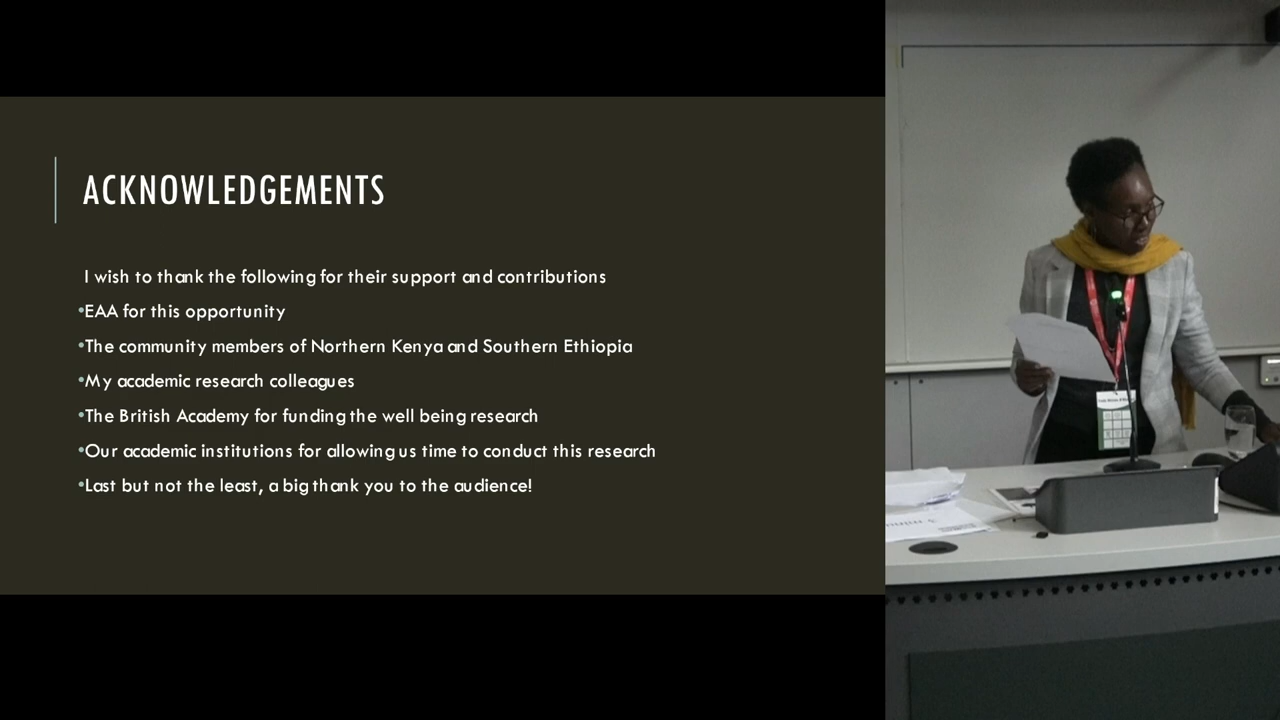 ACKNOWLEDGEMENTS
I wish to thank the following for their support and contributions
•EAA for this opportunity
•The community members of Northern Kenya and Southern Ethiopia
•My academic research colleagues
•The British Academy for funding the well being research
•Our academic institutions for allowing us time to conduct this research
•Last but not the least, a big thank you to the audience!